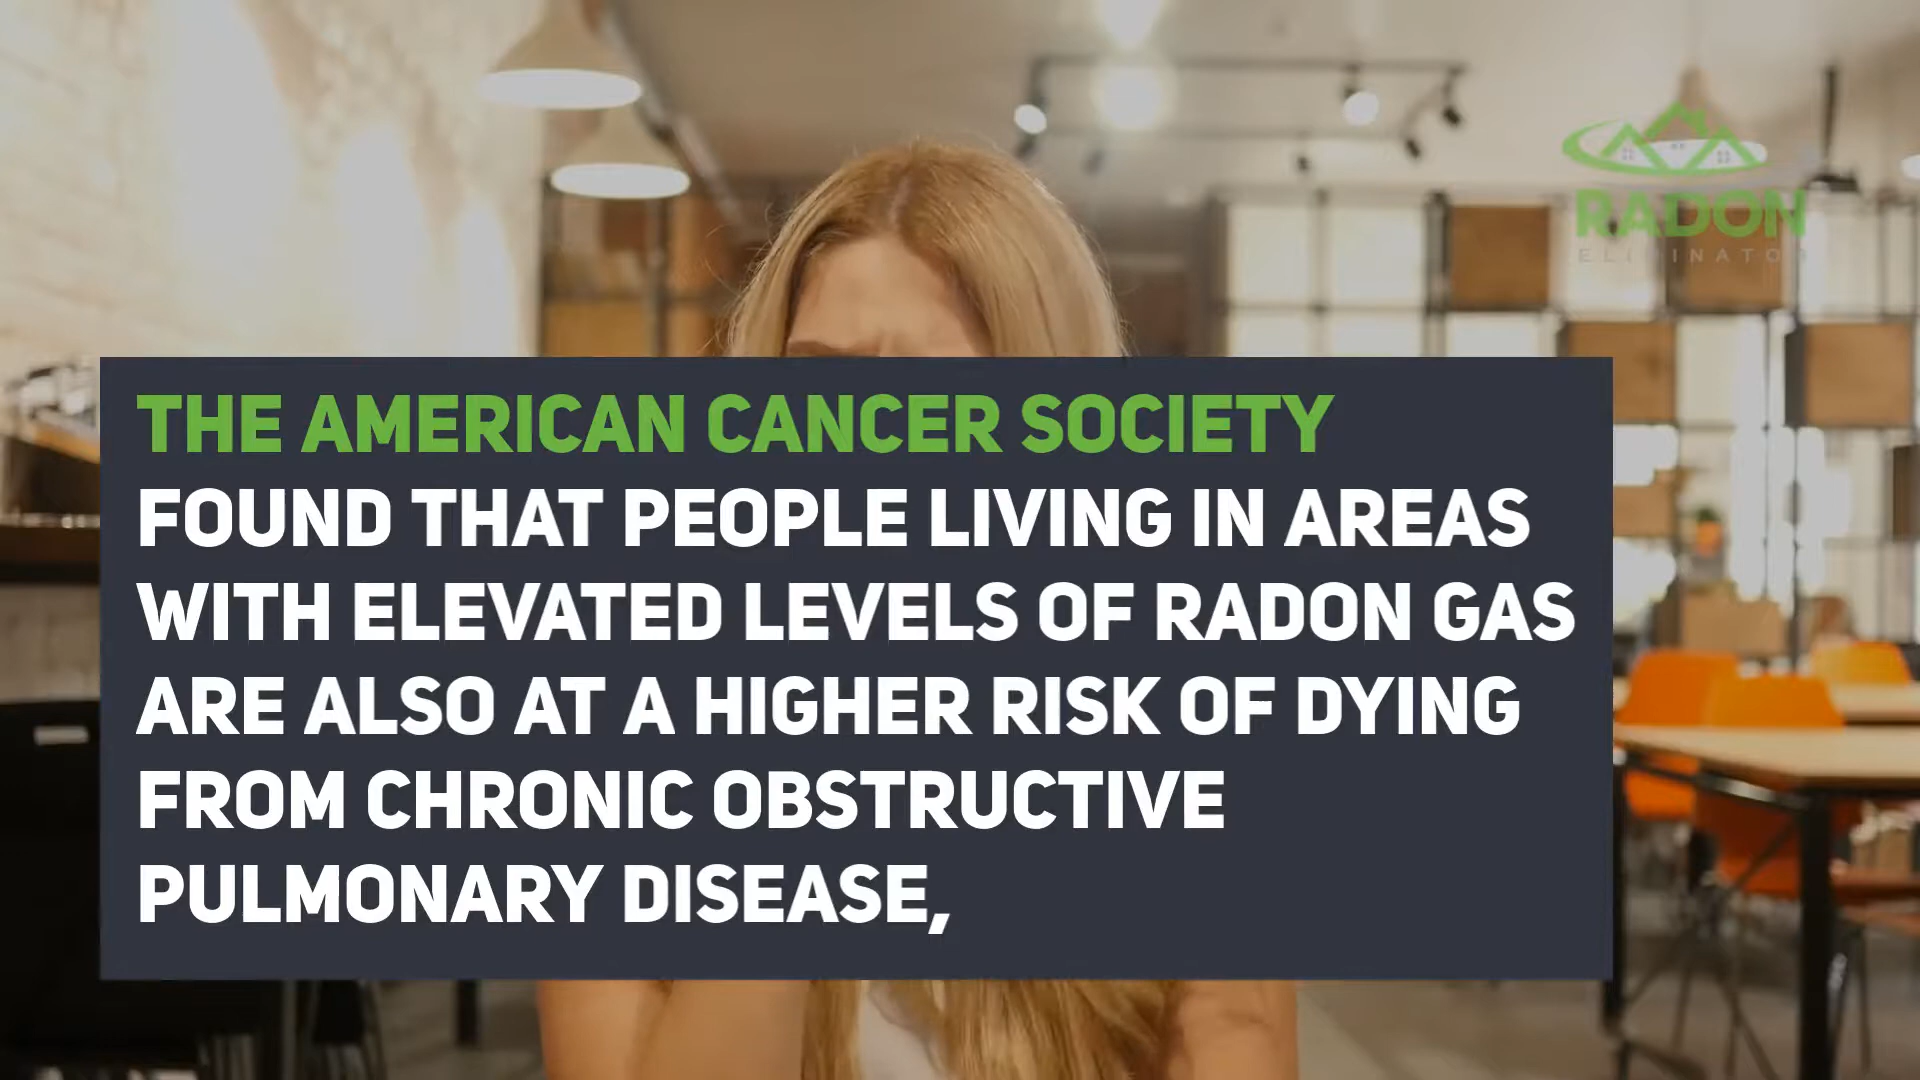 RADON
ELIMINATOR
THE AMERICAN CANCER SOCIETY
FOUND THAT PEOPLE LIVING IN AREAS
WITH ELEVATED LEVELS OF RADON GAS
ARE ALSO AT A HIGHER RISK OF DYING
FROM CHRONIC OBSTRUCTIVE
PULMONARY DISEASE,